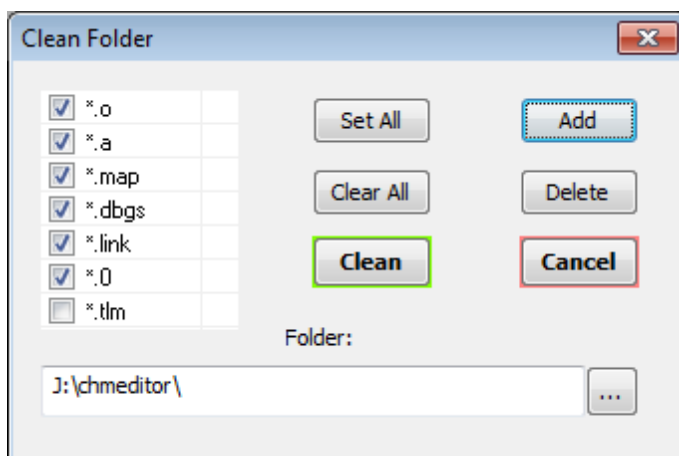 Clean Folder
*.o
*.a
*.map
*.dbgs
*.link
*.0
*.tlm
Set All
Add
Clear All
Delete
Clean
Cancel
Folder:
J:\chmeditor\
...